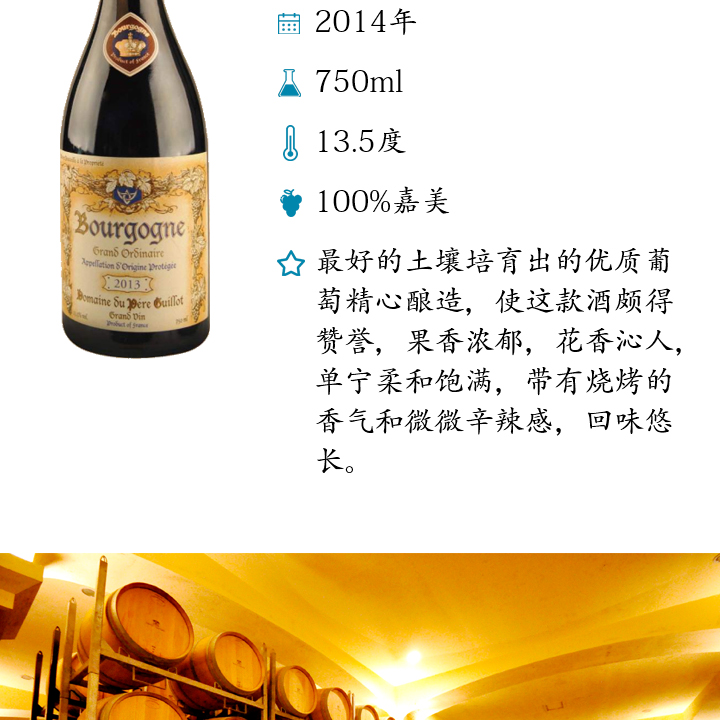 Bourgogne
Product of France
2014年
750ml
13.5度
100%嘉美
Bourgogne
Grand Ordinaire
Appellation d'Origine Protégée
2013
Domaine du Père Guillot
Grand Vin
Product of France
750 ml
最好的土壤培育出的优质葡
萄精心酿造，使这款酒颇得
赞誉，果香浓郁，花香沁人，
单宁柔和饱满，带有烧烤的
香气和微微辛辣感，回味悠
长。